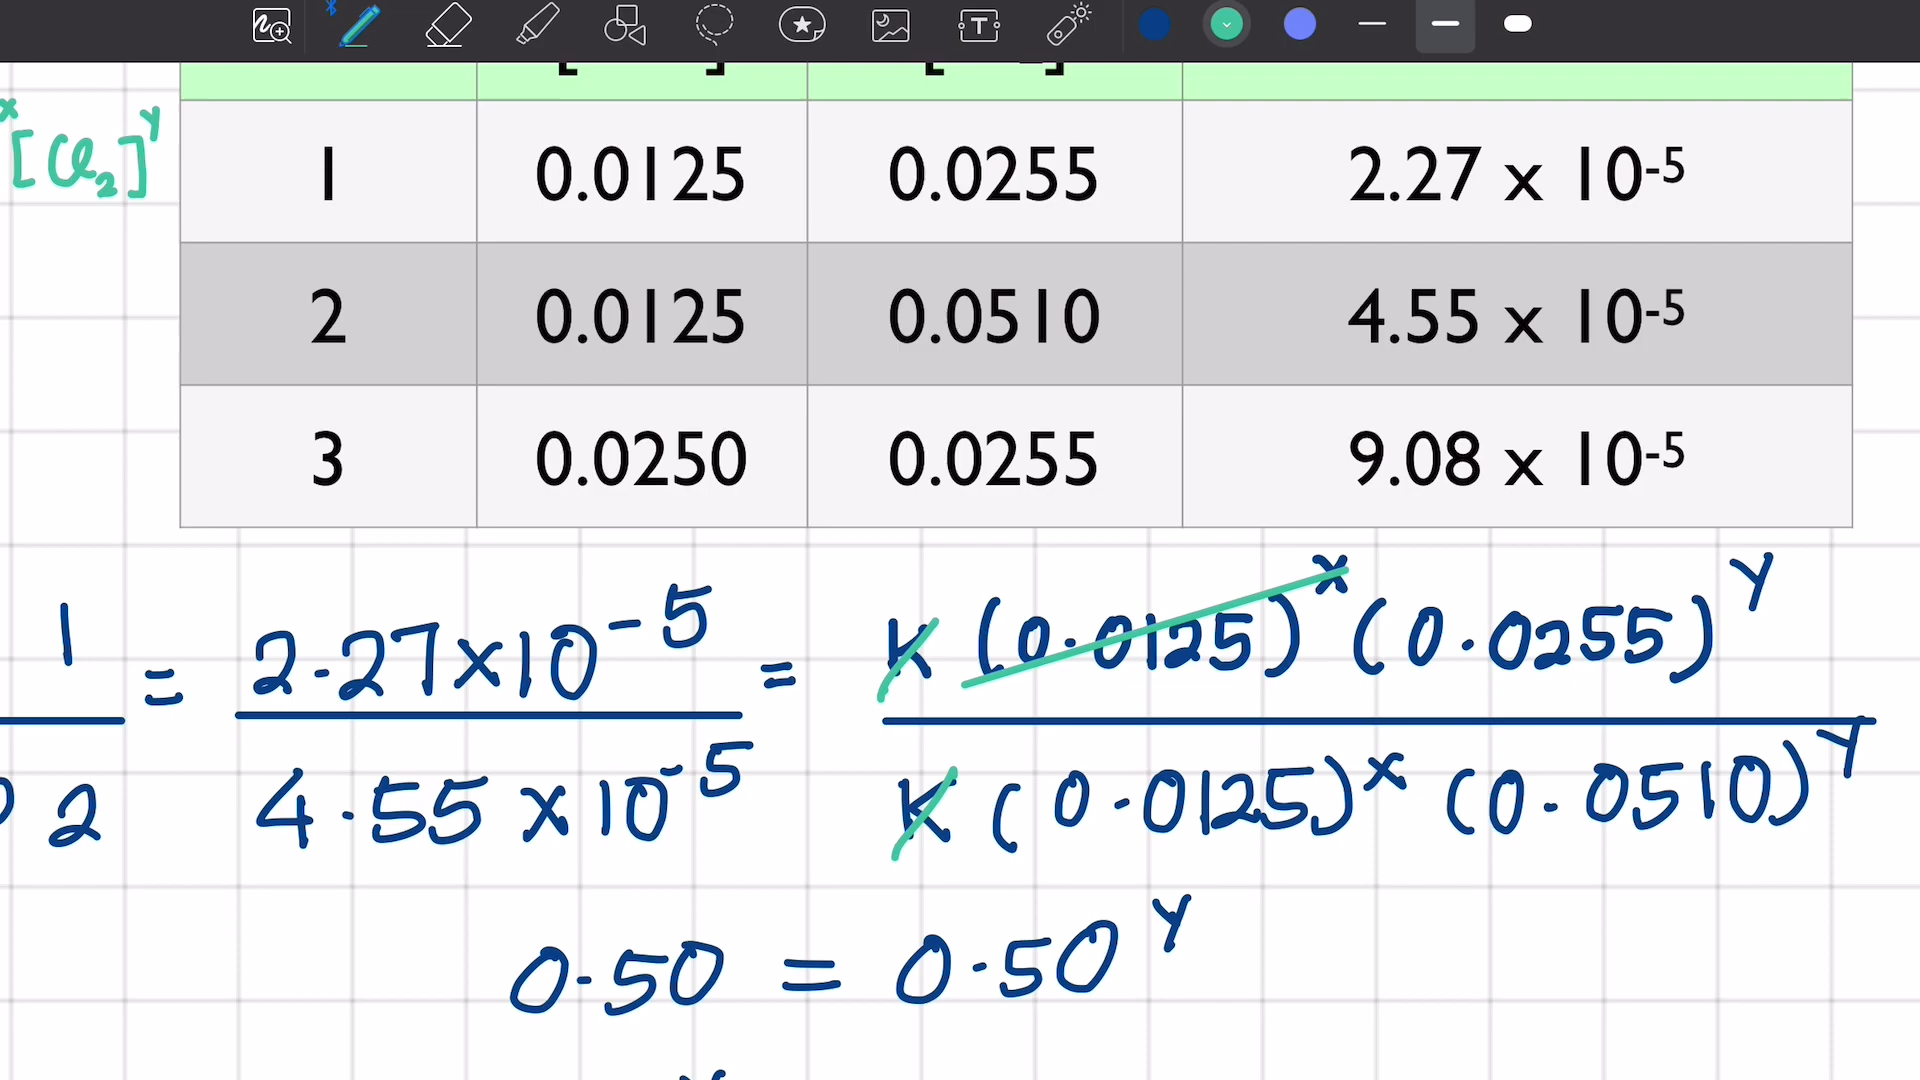 x [Cl₂]ʸ
1 0.0125 0.0255 2.27 x 10⁻⁵
2 0.0125 0.0510 4.55 x 10⁻⁵
3 0.0250 0.0255 9.08 x 10⁻⁵
1 = 2.27x10⁻⁵ = K (0.0125)ˣ (0.0255)ʸ
2 4.55 x10⁻⁵ K (0.0125)ˣ (0.0510)ʸ
0.50 = 0.50ʸ